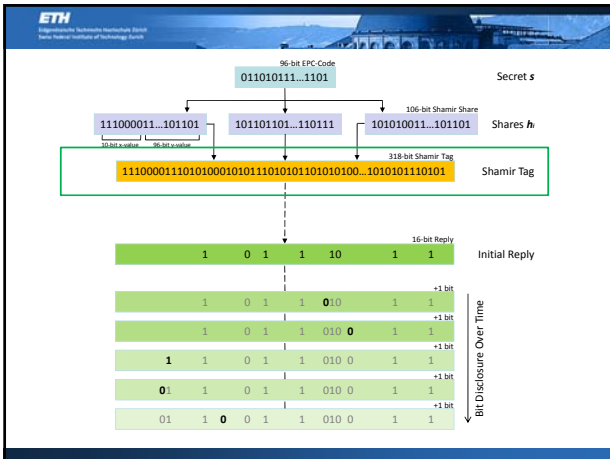 ETH
Eidgenössische Technische Hochschule Zürich
Swiss Federal Institute of Technology Zurich
96-bit EPC-Code
011010111...1101
Secret s
106-bit Shamir Share
111000011...101101
101101101...110111
101010011...101101
Shares hi
10-bit x-value
96-bit y-value
318-bit Shamir Tag
111000011101010001010111010101101010100...1010101110101
Shamir Tag
16-bit Reply
1 0 1 1 10 1 1
Initial Reply
+1 bit
1 0 1 1 010 1 1
+1 bit
1 0 1 1 010 0 1 1
+1 bit
1 1 0 1 1 010 0 1 1
+1 bit
01 1 0 1 1 010 0 1 1
+1 bit
01 1 0 0 1 1 010 0 1 1
Bit Disclosure Over Time